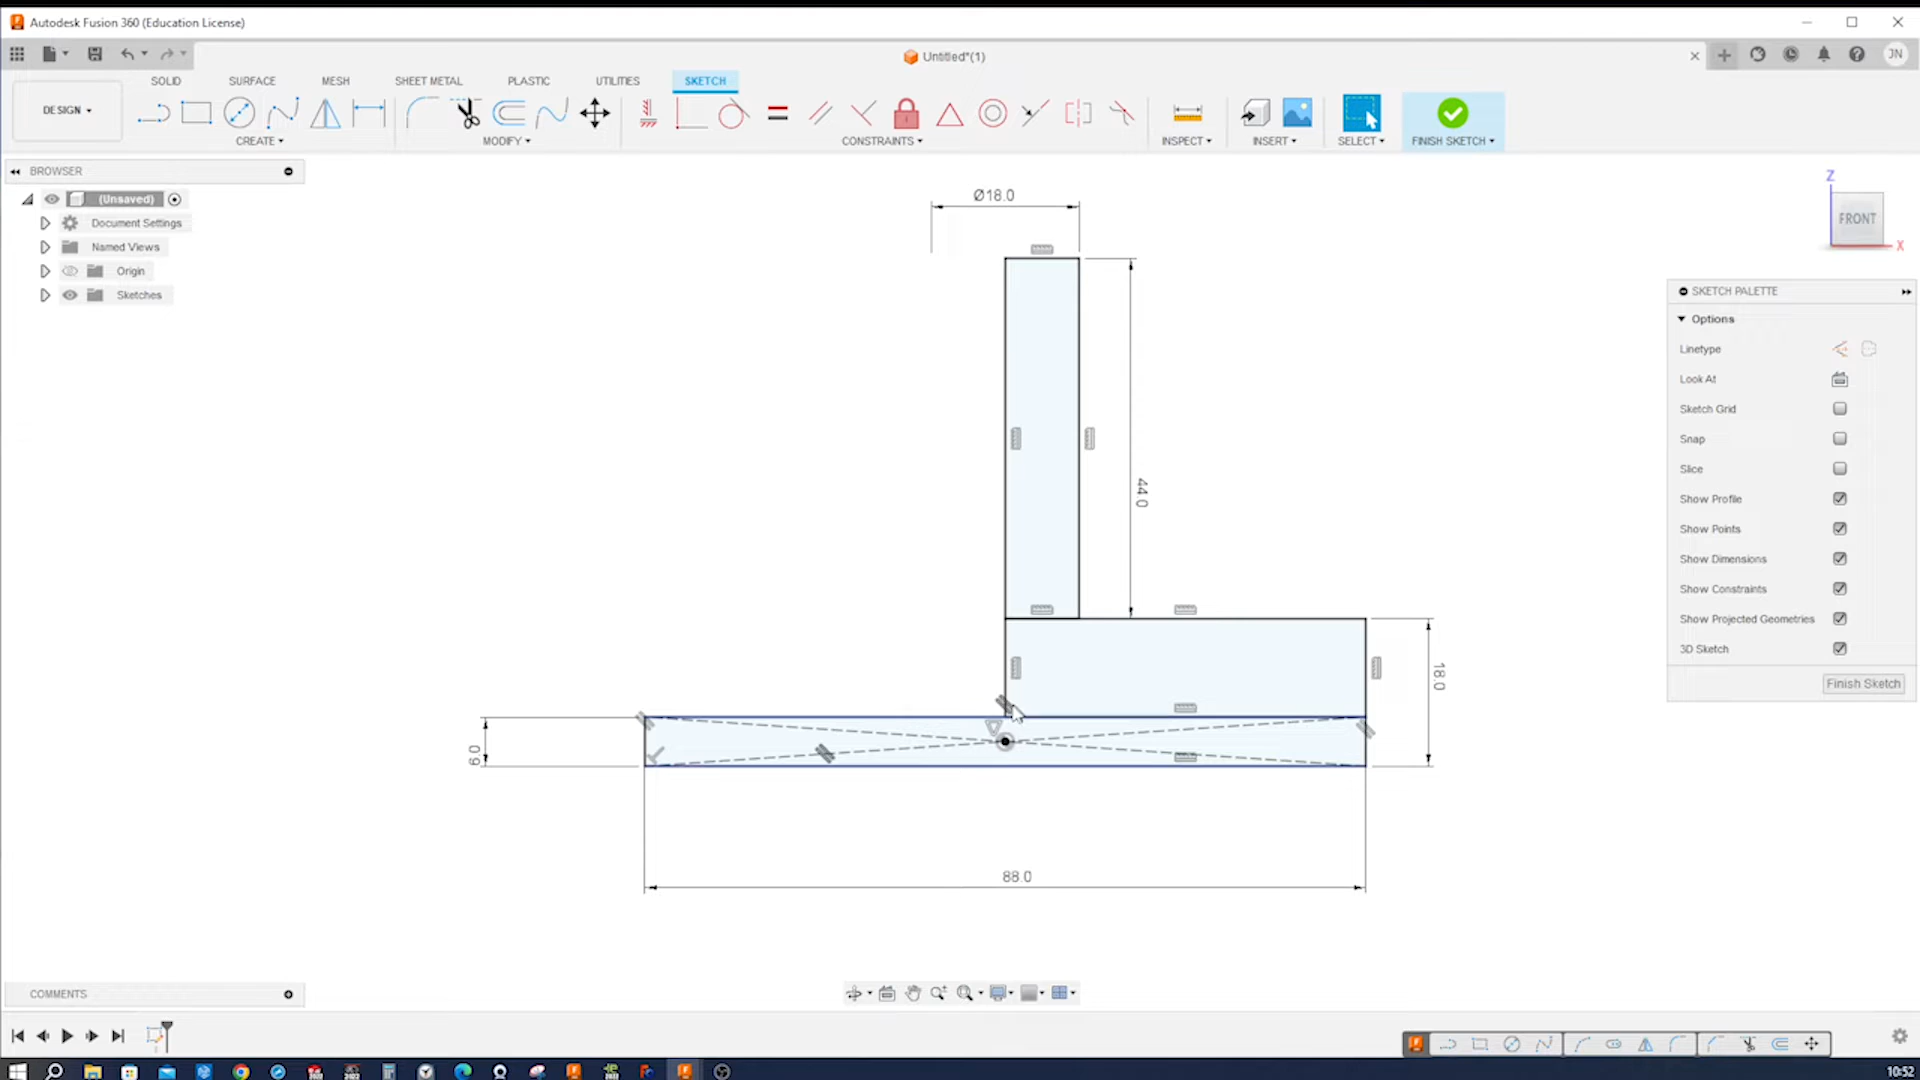 Autodesk Fusion 360 (Education License)
Untitled*(1)
JN
SOLID SURFACE MESH SHEET METAL PLASTIC UTILITIES SKETCH
DESIGN
CREATE MODIFY CONSTRAINTS INSPECT INSERT SELECT FINISH SKETCH
BROWSER
(Unsaved)
Document Settings
Named Views
Origin
Sketches
Ø18.0
44.0
18.0
6.0
88.0
Z
FRONT
X
SKETCH PALETTE
Options
Linetype
Look At
Sketch Grid
Snap
Slice
Show Profile
Show Points
Show Dimensions
Show Constraints
Show Projected Geometries
3D Sketch
Finish Sketch
COMMENTS
10:52